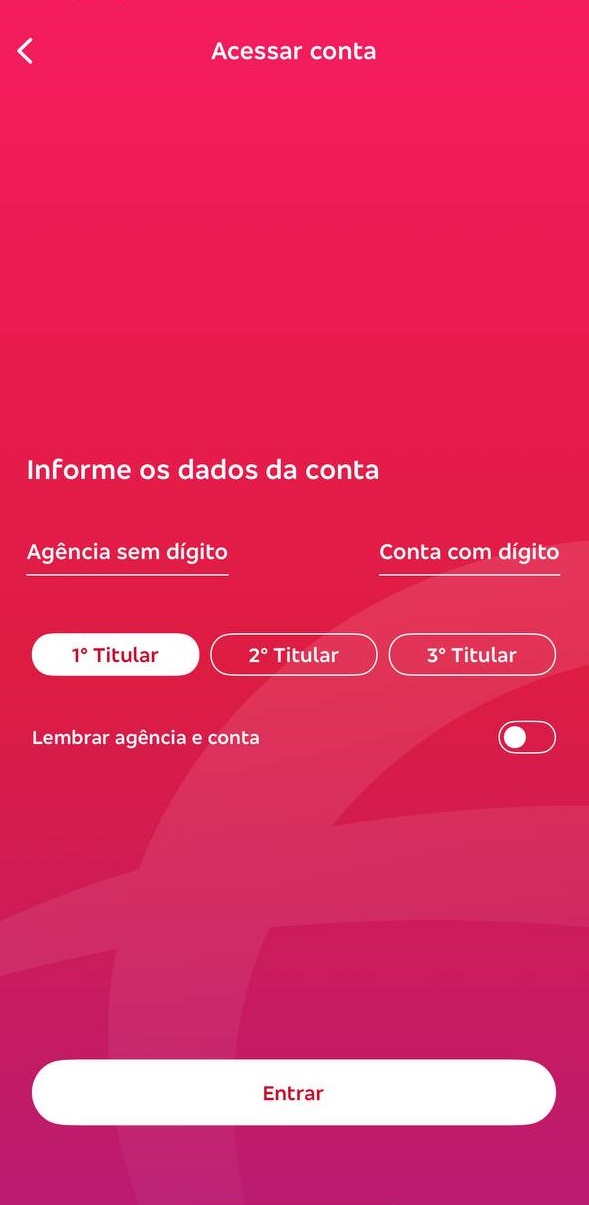 Acessar conta
Informe os dados da conta
Agência sem dígito
Conta com dígito
1° Titular
2° Titular
3° Titular
Lembrar agência e conta
Entrar